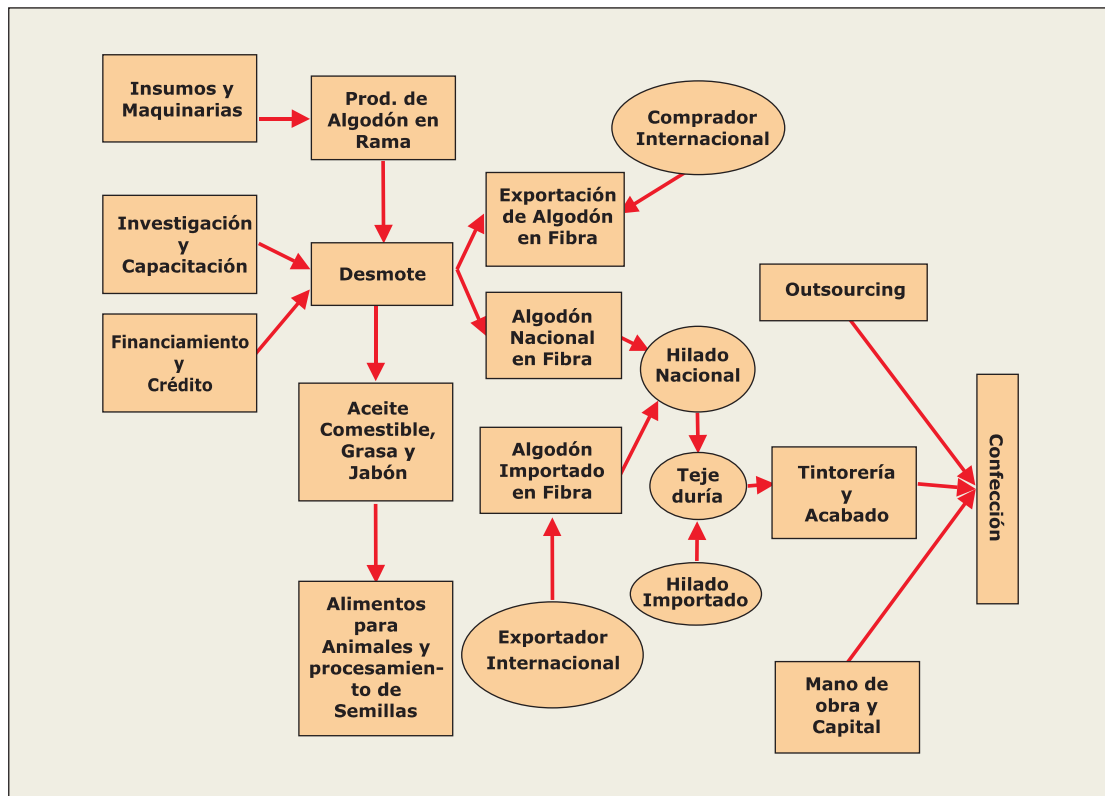 Insumos y
Maquinarias
Prod. de
Algodón en
Rama
Comprador
Internacional
Investigación
y
Capacitación
Exportación
de Algodón
en Fibra
Desmote
Outsourcing
Financiamiento
y
Crédito
Algodón
Nacional
en Fibra
Hilado
Nacional
Aceite
Comestible,
Grasa y
Jabón
Algodón
Importado
en Fibra
Teje
duría
Tintorería
y
Acabado
Confección
Hilado
Importado
Alimentos
para
Animales y
procesamien-
to de
Semillas
Exportador
Internacional
Mano de
obra y
Capital